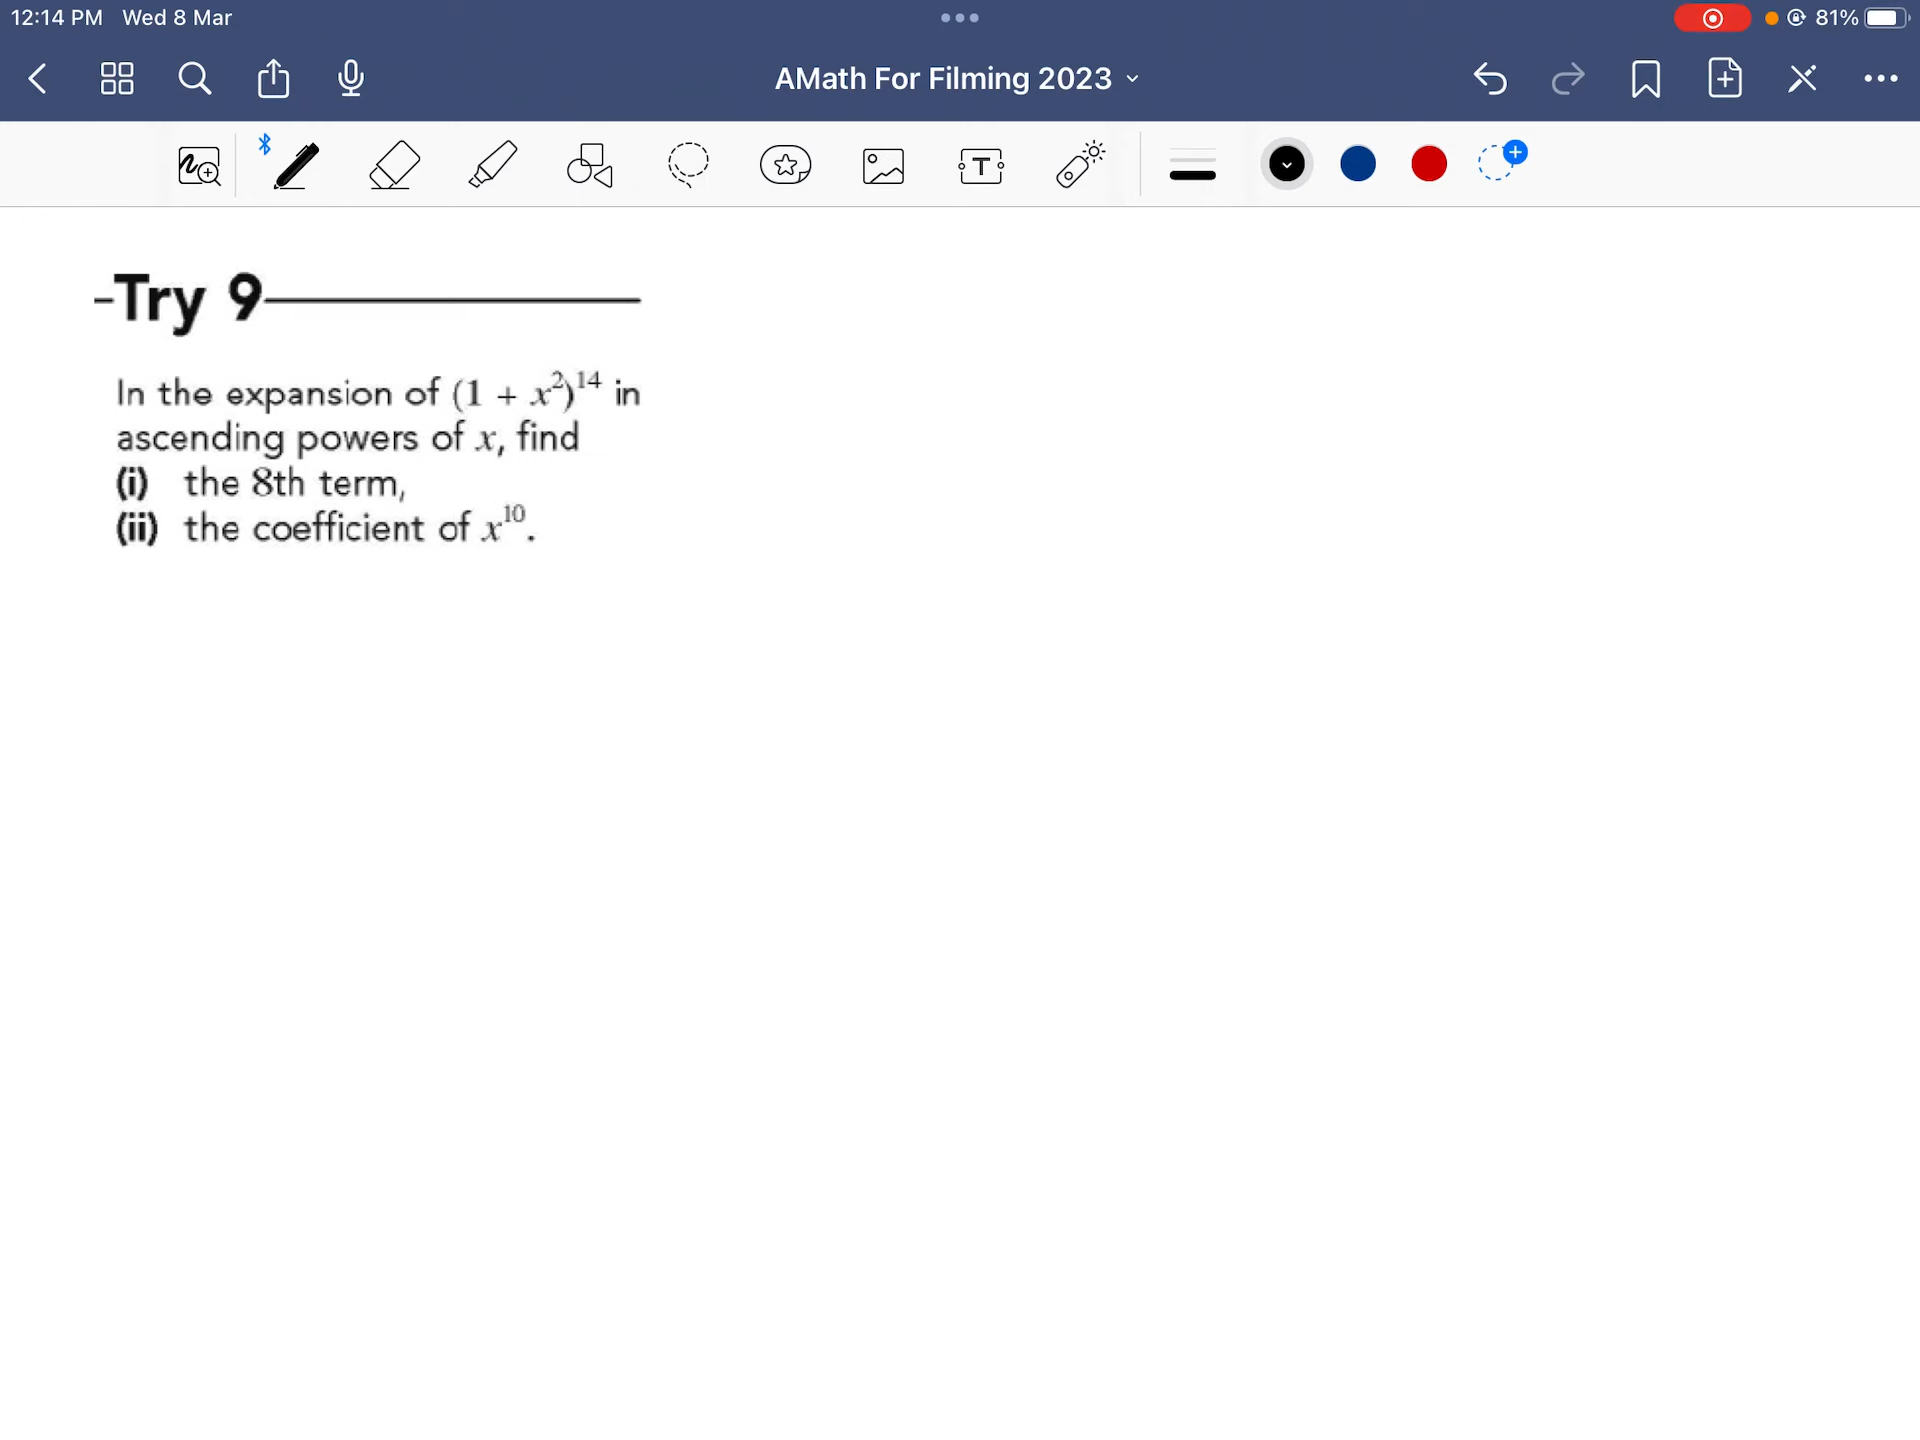 12:14 PM Wed 8 Mar
81%
AMath For Filming 2023
T
Try 9
In the expansion of (1 + x²)¹⁴ in
ascending powers of x, find
(i) the 8th term,
(ii) the coefficient of x¹⁰.